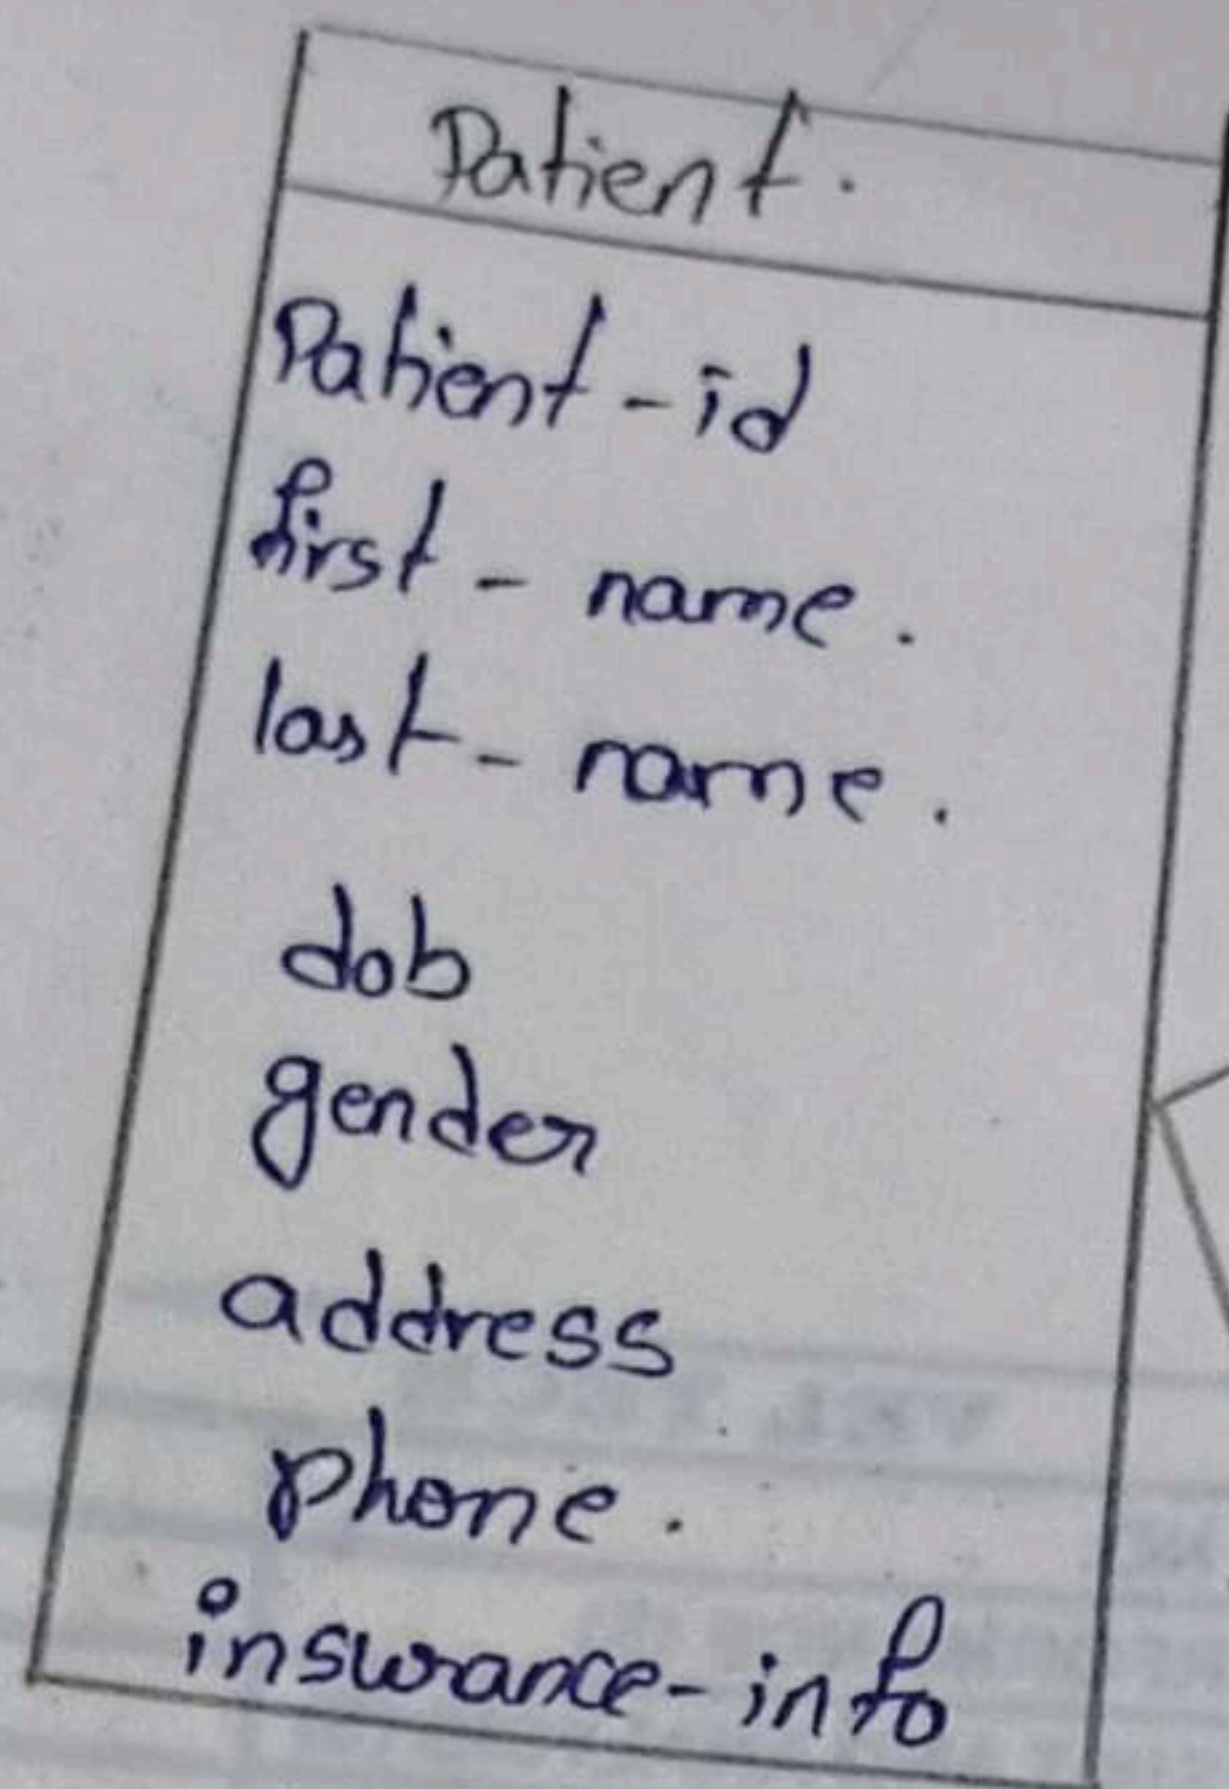 Patient.
Patient-id
first - name.
last - name.
dob
gender
address
phone.
insurance-info